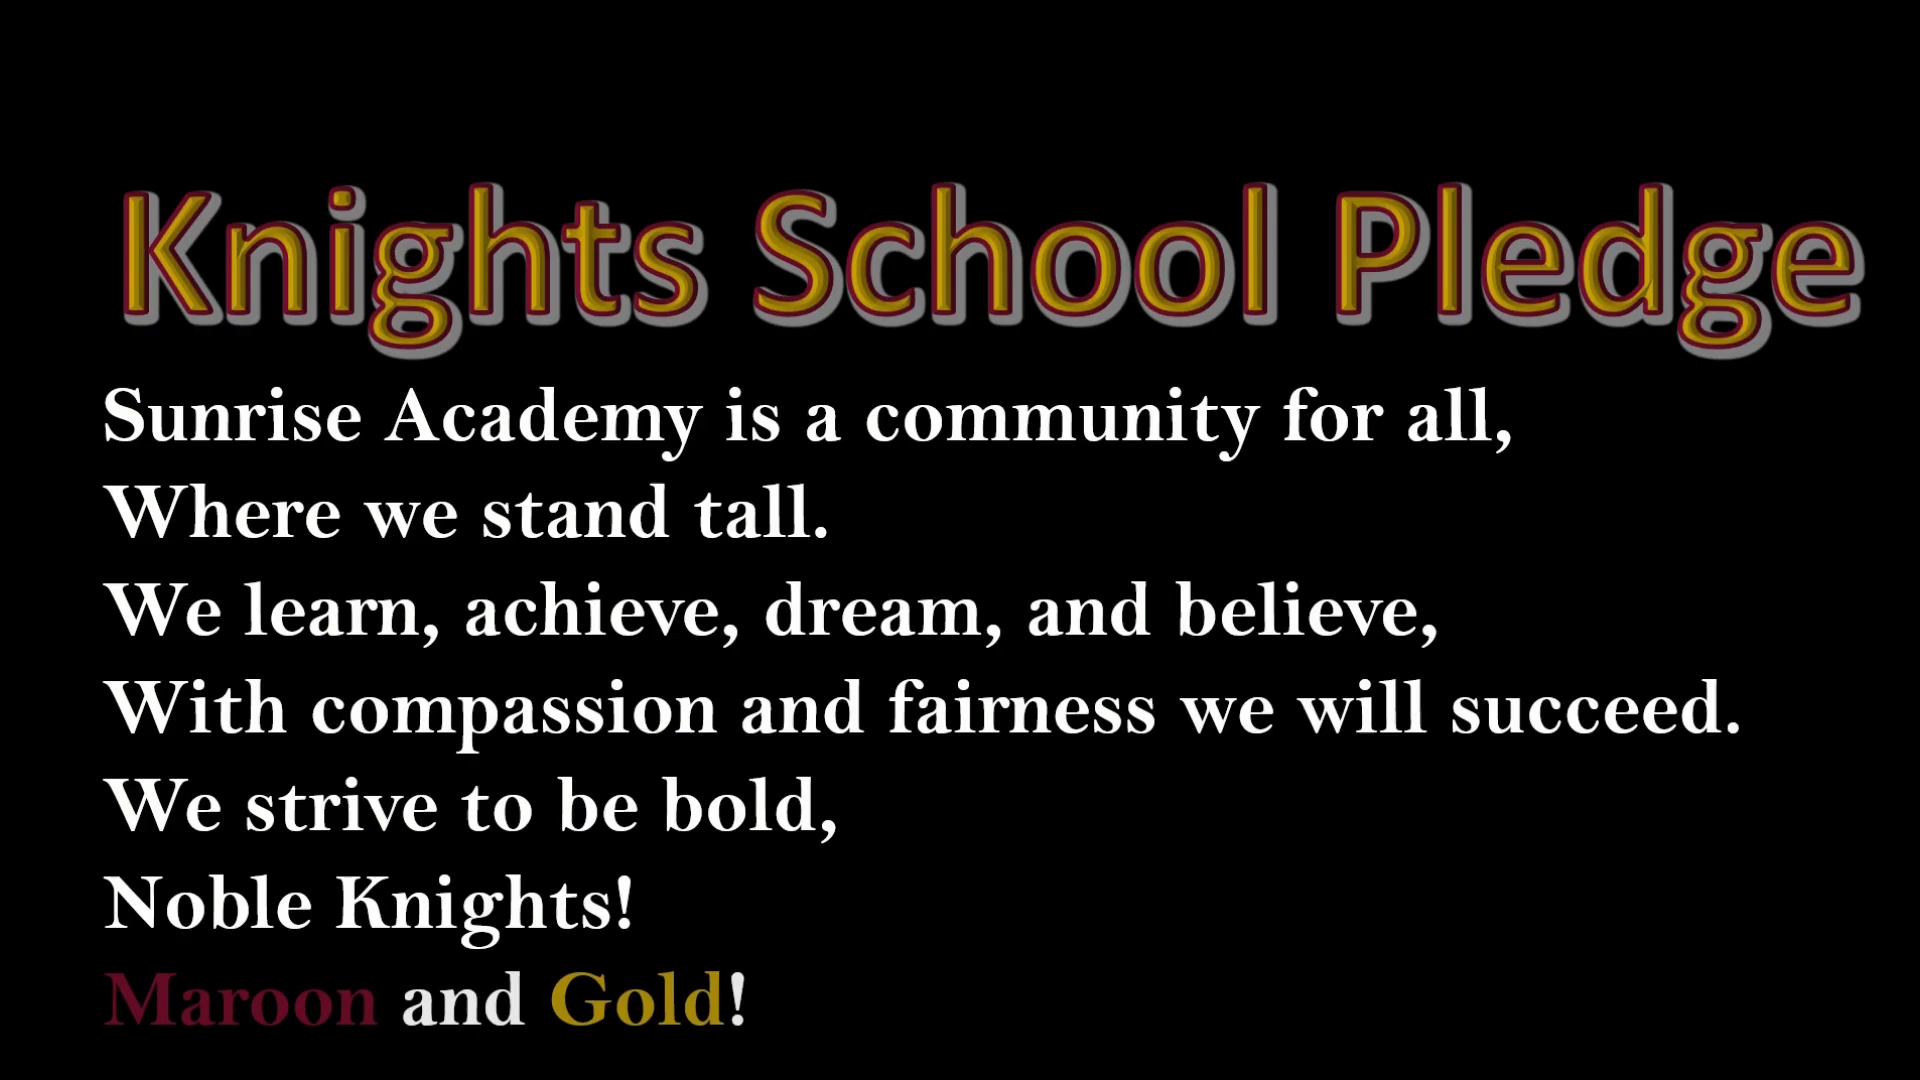 Knights School Pledge
Sunrise Academy is a community for all,
Where we stand tall.
We learn, achieve, dream, and believe,
With compassion and fairness we will succeed.
We strive to be bold,
Noble Knights!
Maroon and Gold!